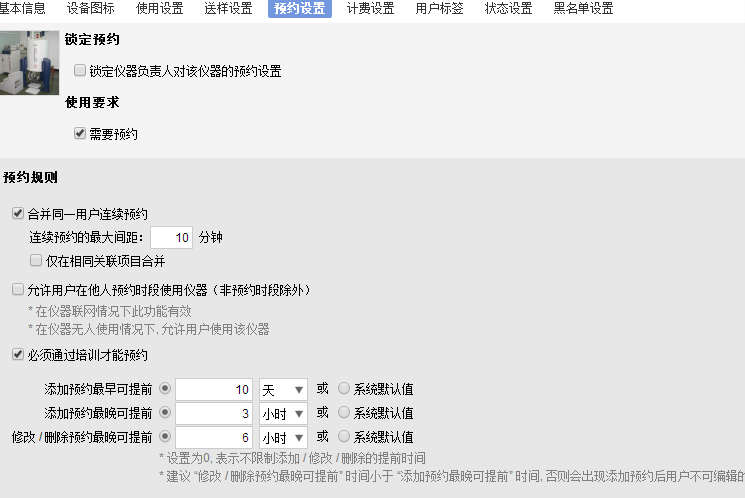 基本信息 设备图标 使用设置 送样设置 预约设置 计费设置 用户标签 状态设置 黑名单设置
锁定预约
锁定仪器负责人对该仪器的预约设置
使用要求
需要预约
预约规则
合并同一用户连续预约
连续预约的最大间距: 10 分钟
仅在相同关联项目合并
允许用户在他人预约时段使用仪器（非预约时段除外）
* 在仪器联网情况下此功能有效
* 在仪器无人使用情况下, 允许用户使用该仪器
必须通过培训才能预约
添加预约最早可提前 10 天 或 系统默认值
添加预约最晚可提前 3 小时 或 系统默认值
修改 / 删除预约最晚可提前 6 小时 或 系统默认值
* 设置为0, 表示不限制添加 / 修改 / 删除的提前时间
* 建议 “修改 / 删除预约最晚可提前” 时间小于 “添加预约最晚可提前” 时间, 否则会出现添加预约后用户不可编辑的